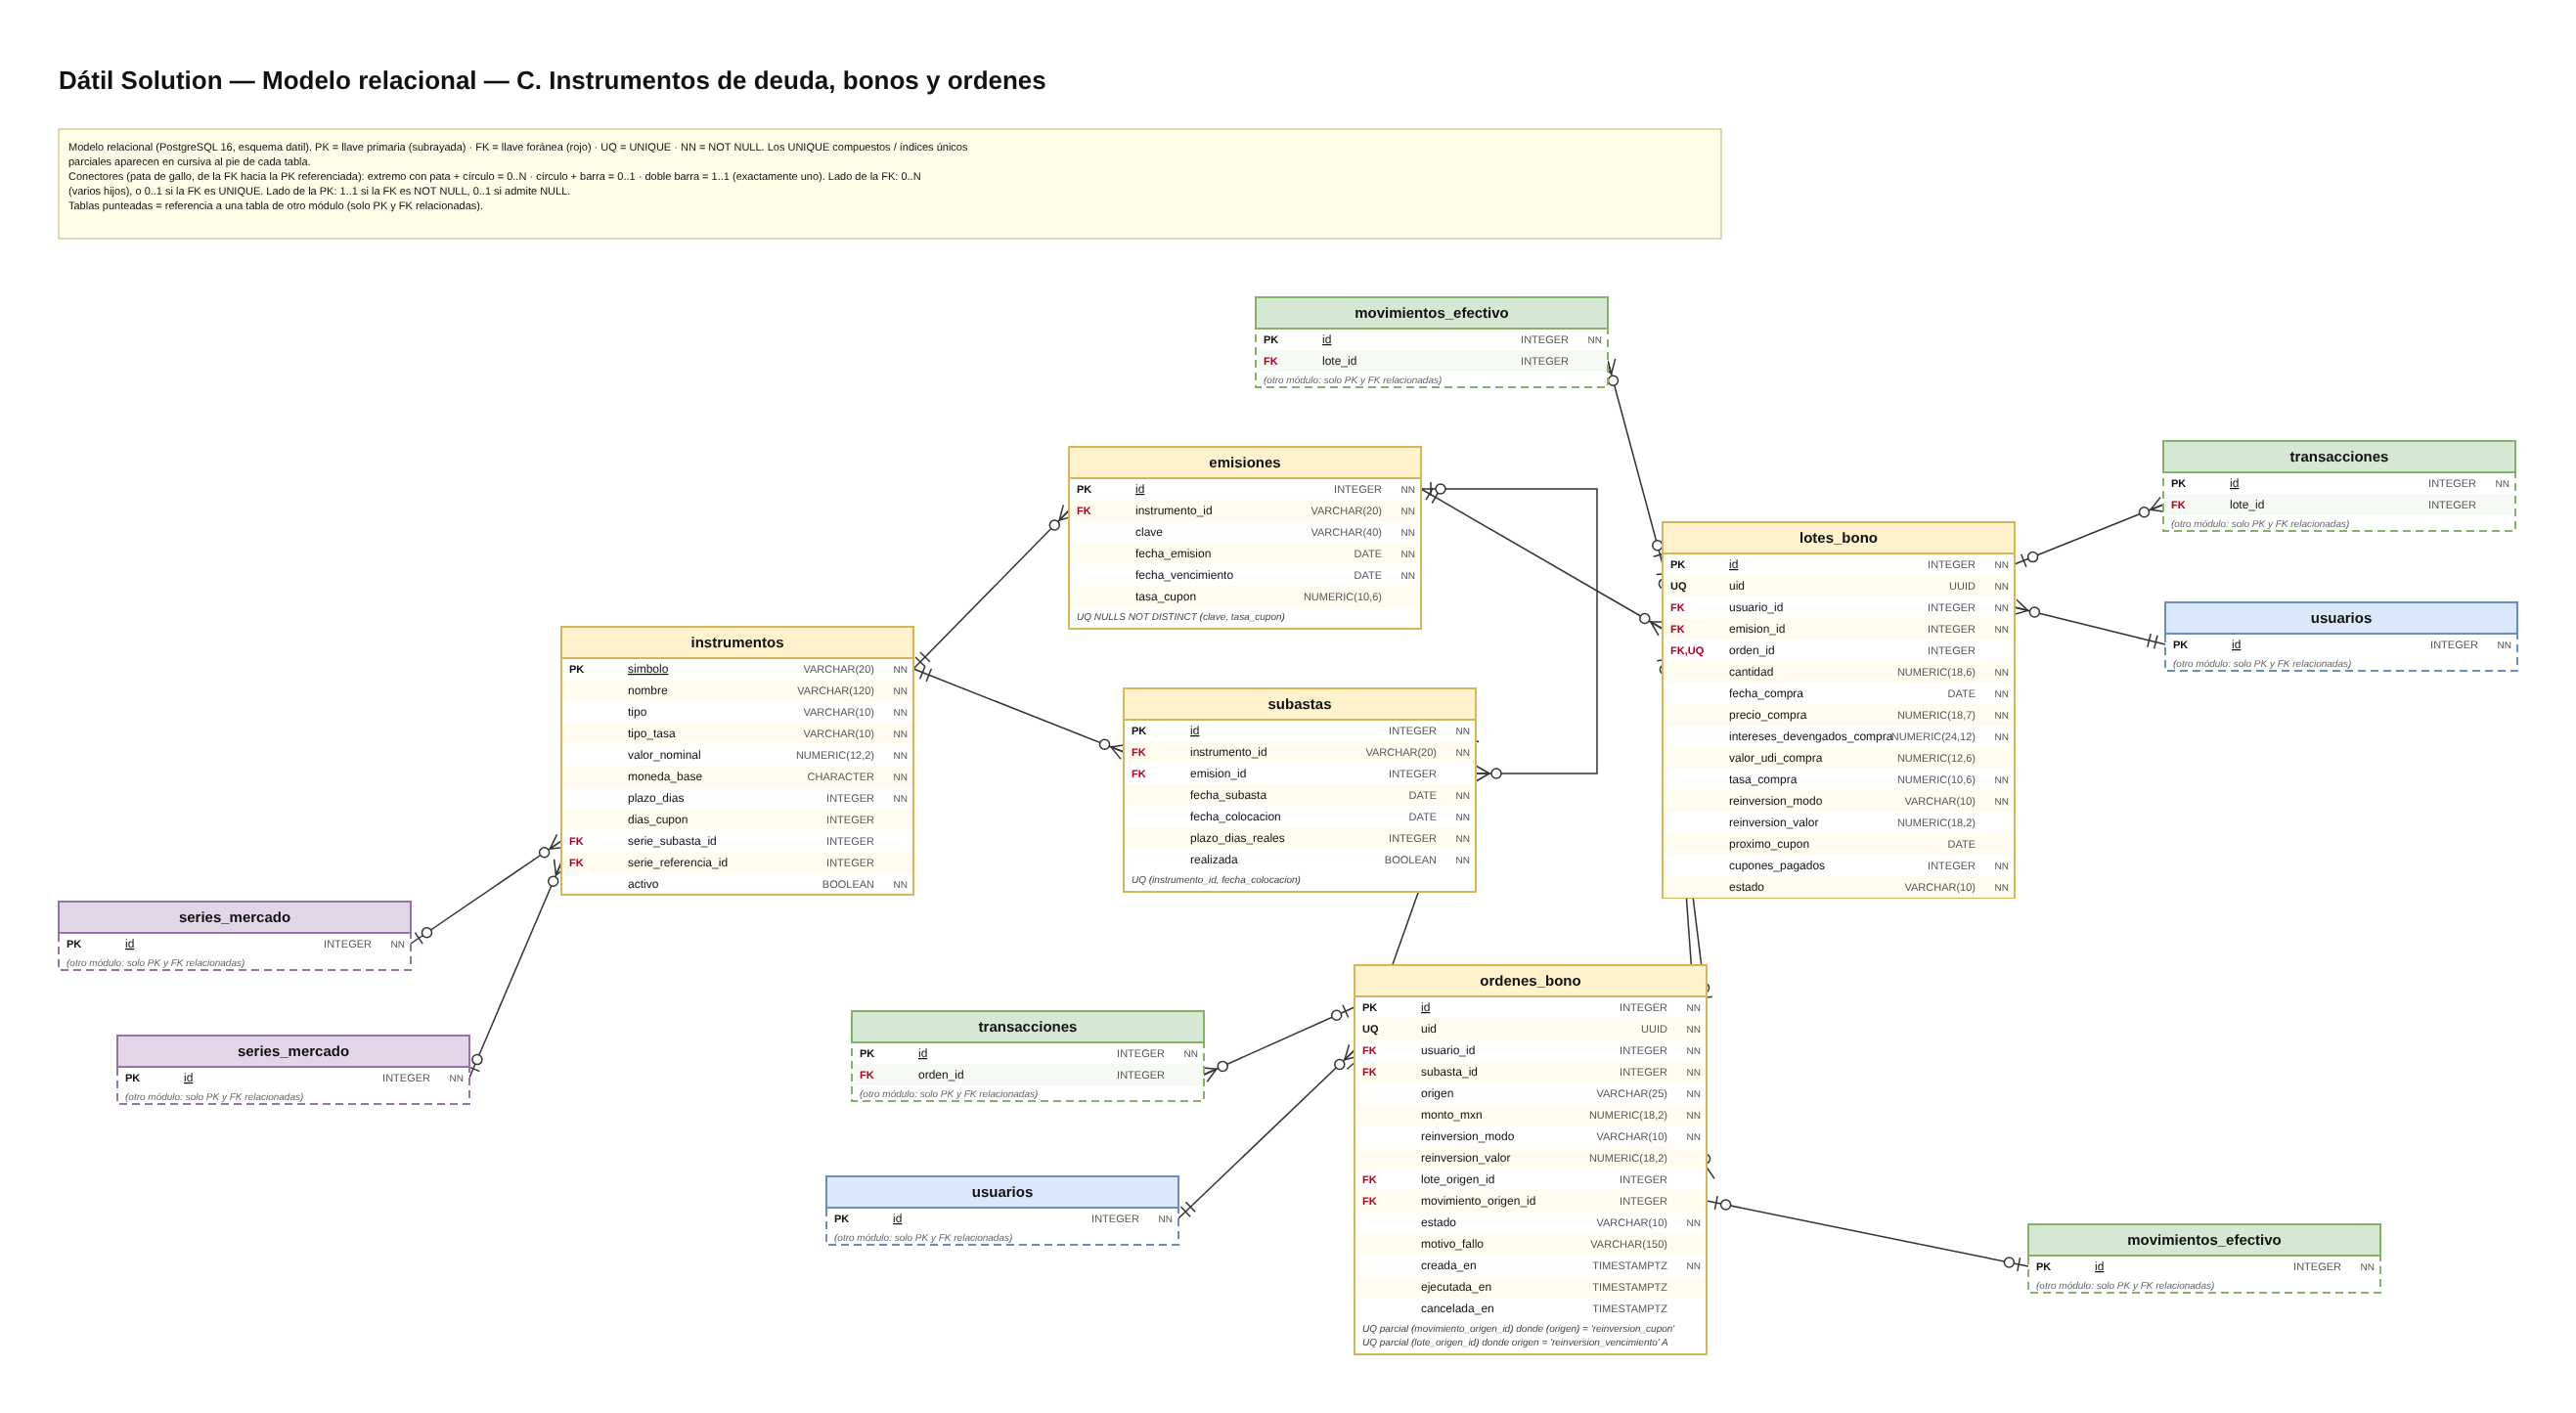 Dátil Solution — Modelo relacional — C. Instrumentos de deuda, bonos y ordenes
Modelo relacional (PostgreSQL 16, esquema datil). PK = llave primaria (subrayada) · FK = llave foránea (rojo) · UQ = UNIQUE · NN = NOT NULL. Los UNIQUE compuestos / índices únicos
parciales aparecen en cursiva al pie de cada tabla.
Conectores (pata de gallo, de la FK hacia la PK referenciada): extremo con pata + círculo = 0..N · círculo + barra = 0..1 · doble barra = 1..1 (exactamente uno). Lado de la FK: 0..N
(varios hijos), o 0..1 si la FK es UNIQUE. Lado de la PK: 1..1 si la FK es NOT NULL, 0..1 si admite NULL.
Tablas punteadas = referencia a una tabla de otro módulo (solo PK y FK relacionadas).
movimientos_efectivo
PK id INTEGER NN
FK lote_id INTEGER
(otro módulo: solo PK y FK relacionadas)
emisiones
PK id INTEGER NN
FK instrumento_id VARCHAR(20) NN
clave VARCHAR(40) NN
fecha_emision DATE NN
fecha_vencimiento DATE NN
tasa_cupon NUMERIC(10,6)
UQ NULLS NOT DISTINCT (clave, tasa_cupon)
transacciones
PK id INTEGER NN
FK lote_id INTEGER
(otro módulo: solo PK y FK relacionadas)
lotes_bono
PK id INTEGER NN
UQ uid UUID NN
FK usuario_id INTEGER NN
FK emision_id INTEGER NN
FK,UQ orden_id INTEGER
cantidad NUMERIC(18,6) NN
fecha_compra DATE NN
precio_compra NUMERIC(18,7) NN
intereses_devengados_compra NUMERIC(24,12) NN
valor_udi_compra NUMERIC(12,6)
tasa_compra NUMERIC(10,6) NN
reinversion_modo VARCHAR(10) NN
reinversion_valor NUMERIC(18,2)
proximo_cupon DATE
cupones_pagados INTEGER NN
estado VARCHAR(10) NN
usuarios
PK id INTEGER NN
(otro módulo: solo PK y FK relacionadas)
instrumentos
PK simbolo VARCHAR(20) NN
nombre VARCHAR(120) NN
tipo VARCHAR(10) NN
tipo_tasa VARCHAR(10) NN
valor_nominal NUMERIC(12,2) NN
moneda_base CHARACTER NN
plazo_dias INTEGER NN
dias_cupon INTEGER
FK serie_subasta_id INTEGER
FK serie_referencia_id INTEGER
activo BOOLEAN NN
subastas
PK id INTEGER NN
FK instrumento_id VARCHAR(20) NN
FK emision_id INTEGER
fecha_subasta DATE NN
fecha_colocacion DATE NN
plazo_dias_reales INTEGER NN
realizada BOOLEAN NN
UQ (instrumento_id, fecha_colocacion)
series_mercado
PK id INTEGER NN
(otro módulo: solo PK y FK relacionadas)
series_mercado
PK id INTEGER NN
(otro módulo: solo PK y FK relacionadas)
transacciones
PK id INTEGER NN
FK orden_id INTEGER
(otro módulo: solo PK y FK relacionadas)
usuarios
PK id INTEGER NN
(otro módulo: solo PK y FK relacionadas)
ordenes_bono
PK id INTEGER NN
UQ uid UUID NN
FK usuario_id INTEGER NN
FK subasta_id INTEGER NN
origen VARCHAR(25) NN
monto_mxn NUMERIC(18,2) NN
reinversion_modo VARCHAR(10) NN
reinversion_valor NUMERIC(18,2)
FK lote_origen_id INTEGER
FK movimiento_origen_id INTEGER
estado VARCHAR(10) NN
motivo_fallo VARCHAR(150)
creada_en TIMESTAMPTZ NN
ejecutada_en TIMESTAMPTZ
cancelada_en TIMESTAMPTZ
UQ parcial (movimiento_origen_id) donde (origen) = 'reinversion_cupon'
UQ parcial (lote_origen_id) donde origen = 'reinversion_vencimiento' A
movimientos_efectivo
PK id INTEGER NN
(otro módulo: solo PK y FK relacionadas)